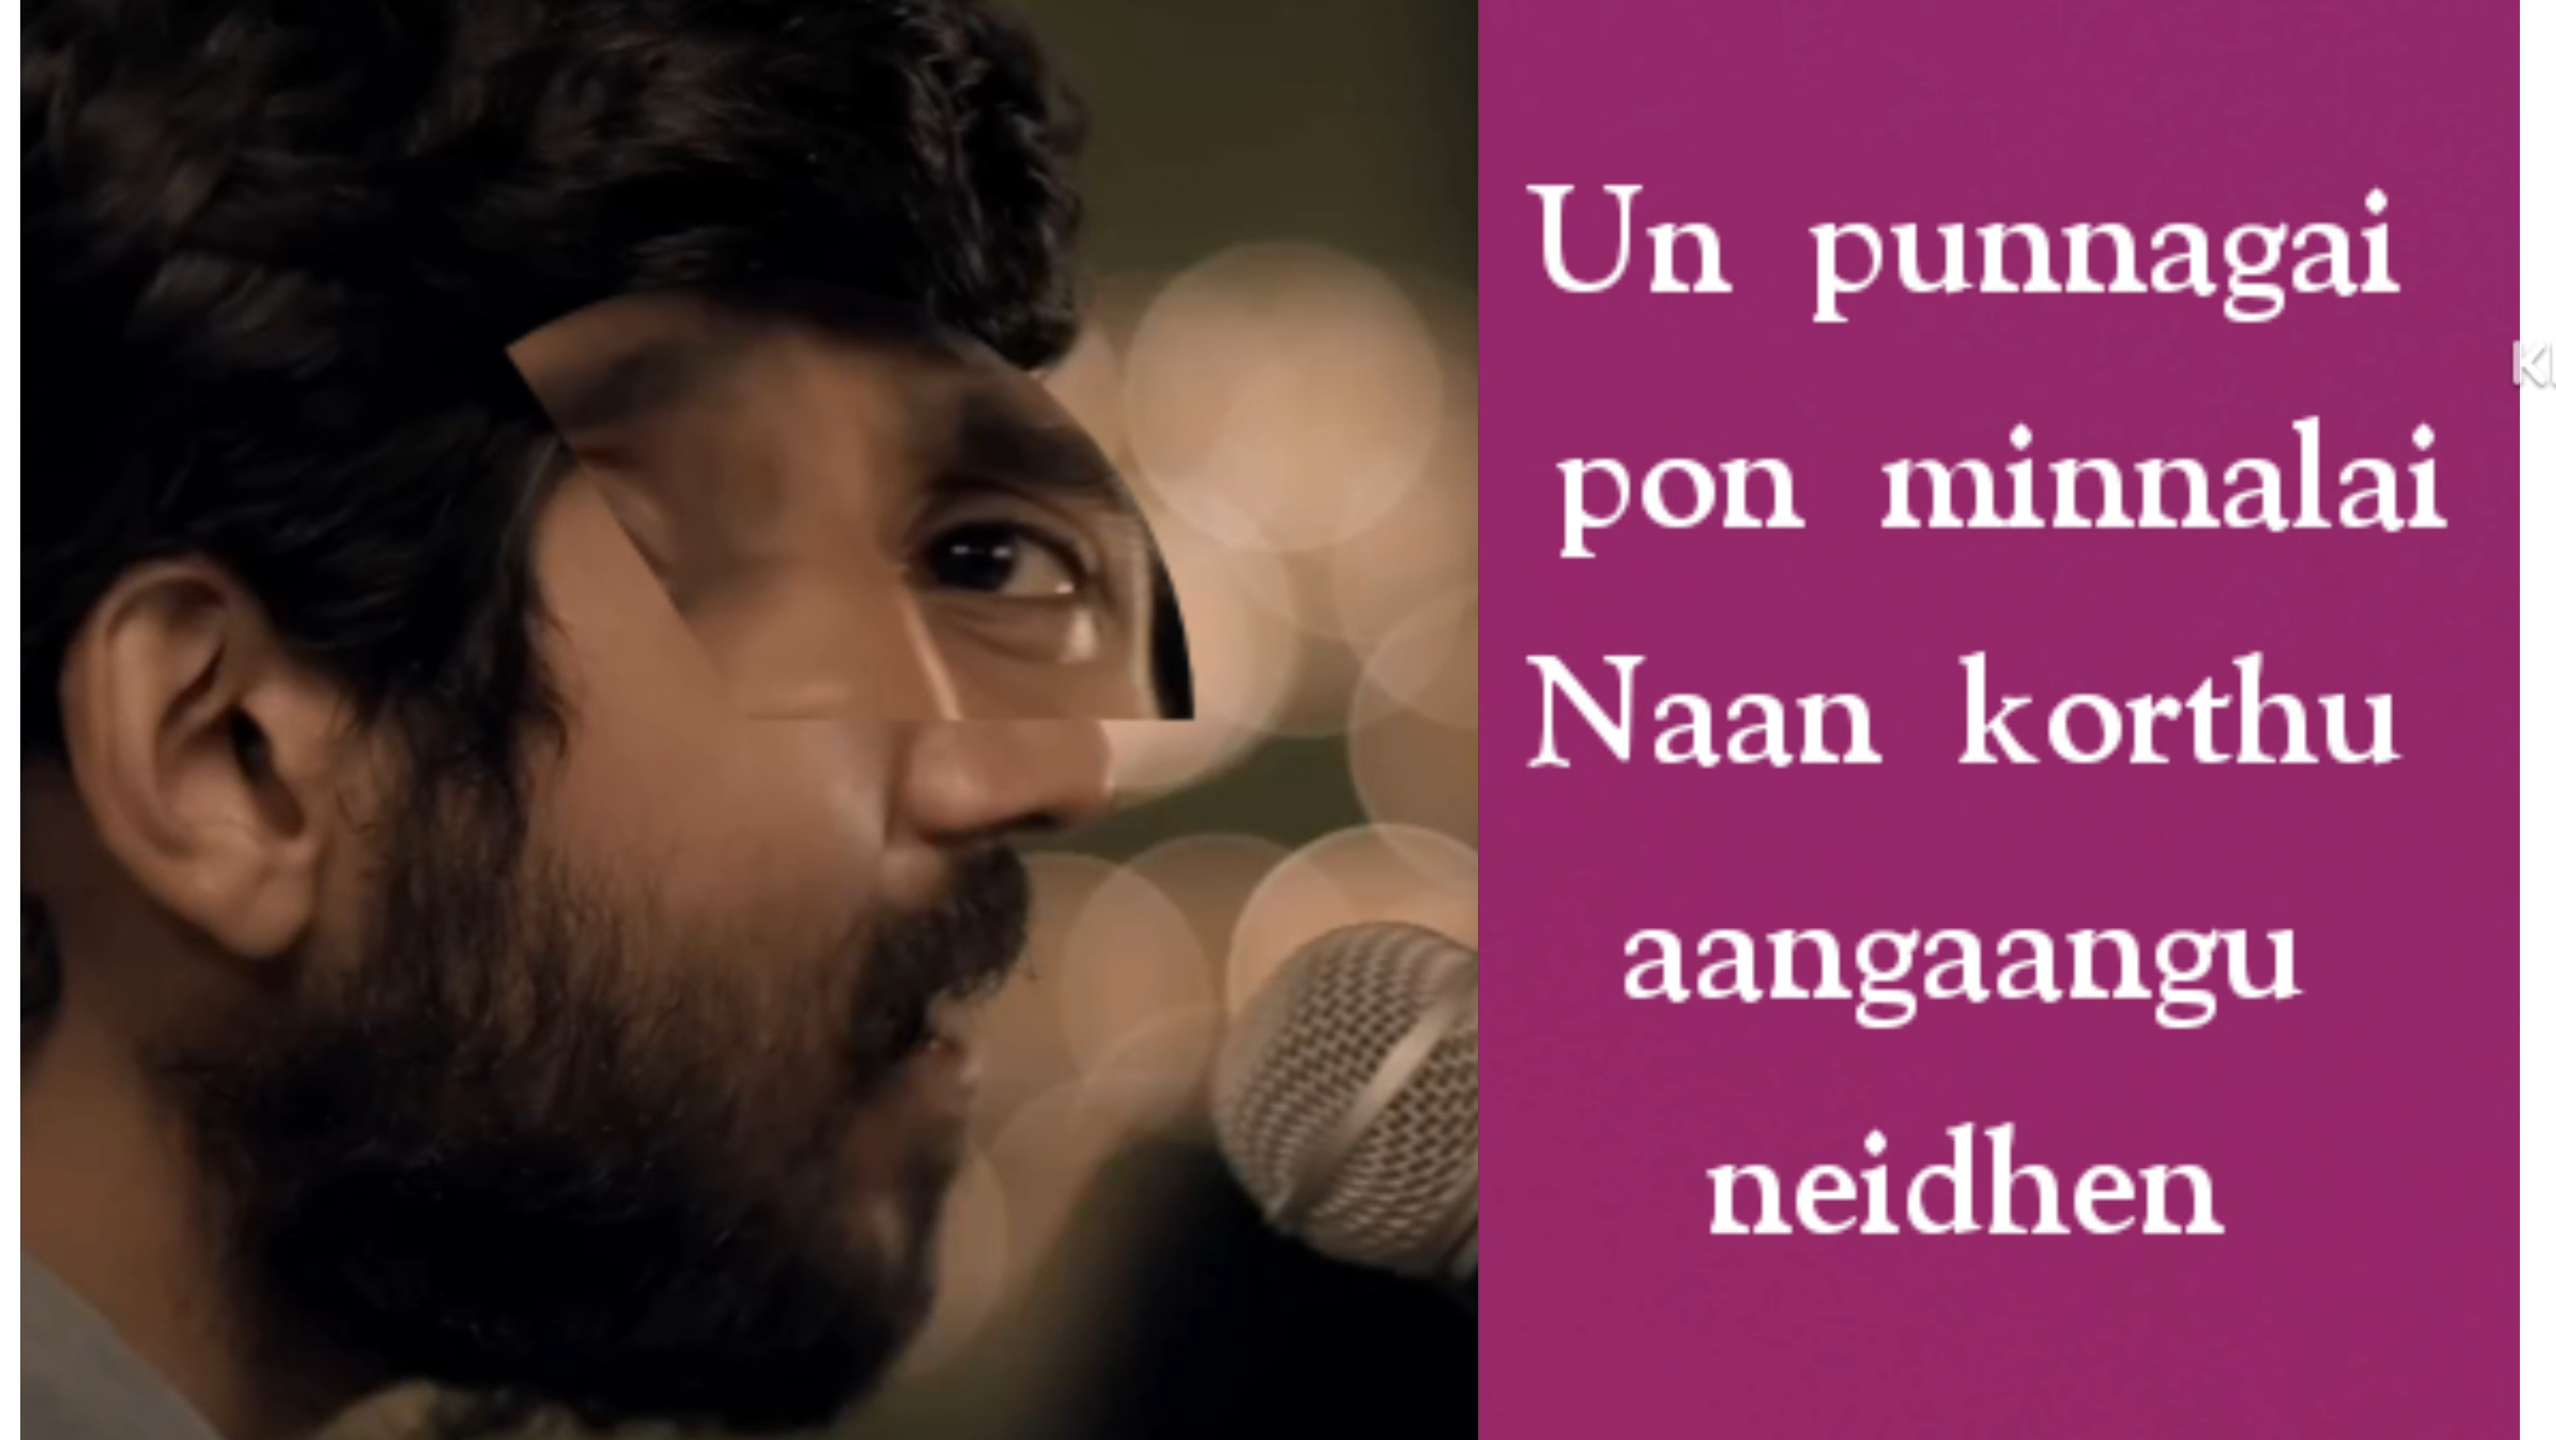 Un punnagai
pon minnalai
Naan korthu
aangaangu
neidhen